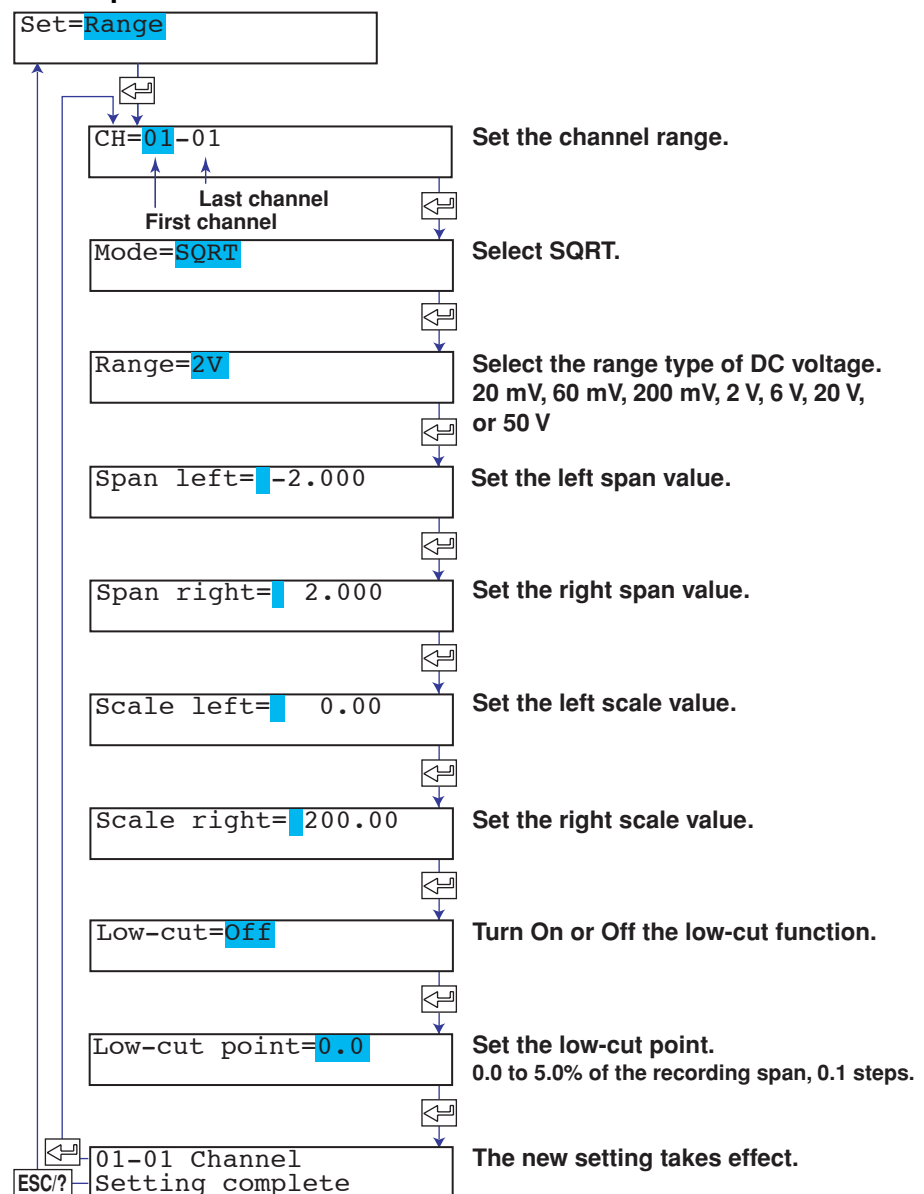 Set=Range
CH=01-01
Set the channel range.
Last channel
First channel
Mode=SQRT
Select SQRT.
Range=2V
Select the range type of DC voltage.
20 mV, 60 mV, 200 mV, 2 V, 6 V, 20 V,
or 50 V
Span left= -2.000
Set the left span value.
Span right= 2.000
Set the right span value.
Scale left= 0.00
Set the left scale value.
Scale right= 200.00
Set the right scale value.
Low-cut=Off
Turn On or Off the low-cut function.
Low-cut point=0.0
Set the low-cut point.
0.0 to 5.0% of the recording span, 0.1 steps.
01-01 Channel
The new setting takes effect.
ESC/?
Setting complete